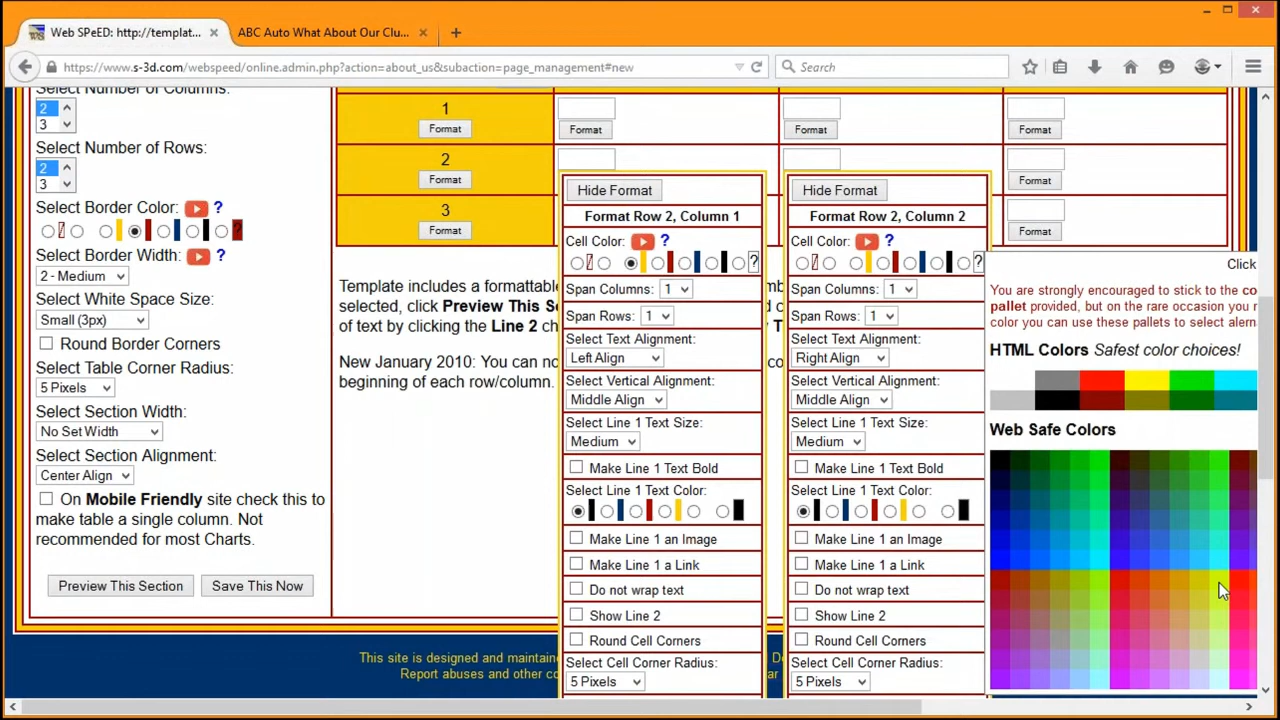 Web SPeED: http://templat...
ABC Auto What About Our Clu...
https://www.s-3d.com/webspeed/online.admin.php?action=about_us&subaction=page_management#new
Search
Select Number of Columns:
2
3
Select Number of Rows:
2
3
Select Border Color: ?
?
Select Border Width: ?
2 - Medium
Select White Space Size:
Small (3px)
Round Border Corners
Select Table Corner Radius:
5 Pixels
Select Section Width:
No Set Width
Select Section Alignment:
Center Align
On Mobile Friendly site check this to
make table a single column. Not
recommended for most Charts.
Preview This Section
Save This Now
1
Format
Format
Format
Format
2
Format
Format
3
Format
Format
Template includes a formattable
selected, click Preview This Se
of text by clicking the Line 2 ch
New January 2010: You can no
beginning of each row/column.
Hide Format
Format Row 2, Column 1
Cell Color: ?
?
Span Columns: 1
Span Rows: 1
Select Text Alignment:
Left Align
Select Vertical Alignment:
Middle Align
Select Line 1 Text Size:
Medium
Make Line 1 Text Bold
Select Line 1 Text Color:
Make Line 1 an Image
Make Line 1 a Link
Do not wrap text
Show Line 2
Round Cell Corners
Select Cell Corner Radius:
5 Pixels
Hide Format
Format Row 2, Column 2
Cell Color: ?
?
Span Columns: 1
Span Rows: 1
Select Text Alignment:
Right Align
Select Vertical Alignment:
Middle Align
Select Line 1 Text Size:
Medium
Make Line 1 Text Bold
Select Line 1 Text Color:
Make Line 1 an Image
Make Line 1 a Link
Do not wrap text
Show Line 2
Round Cell Corners
Select Cell Corner Radius:
5 Pixels
Click
You are strongly encouraged to stick to the co
pallet provided, but on the rare occasion you
color you can use these pallets to select alern
HTML Colors Safest color choices!
Web Safe Colors
This site is designed and maintaine
Report abuses and other co